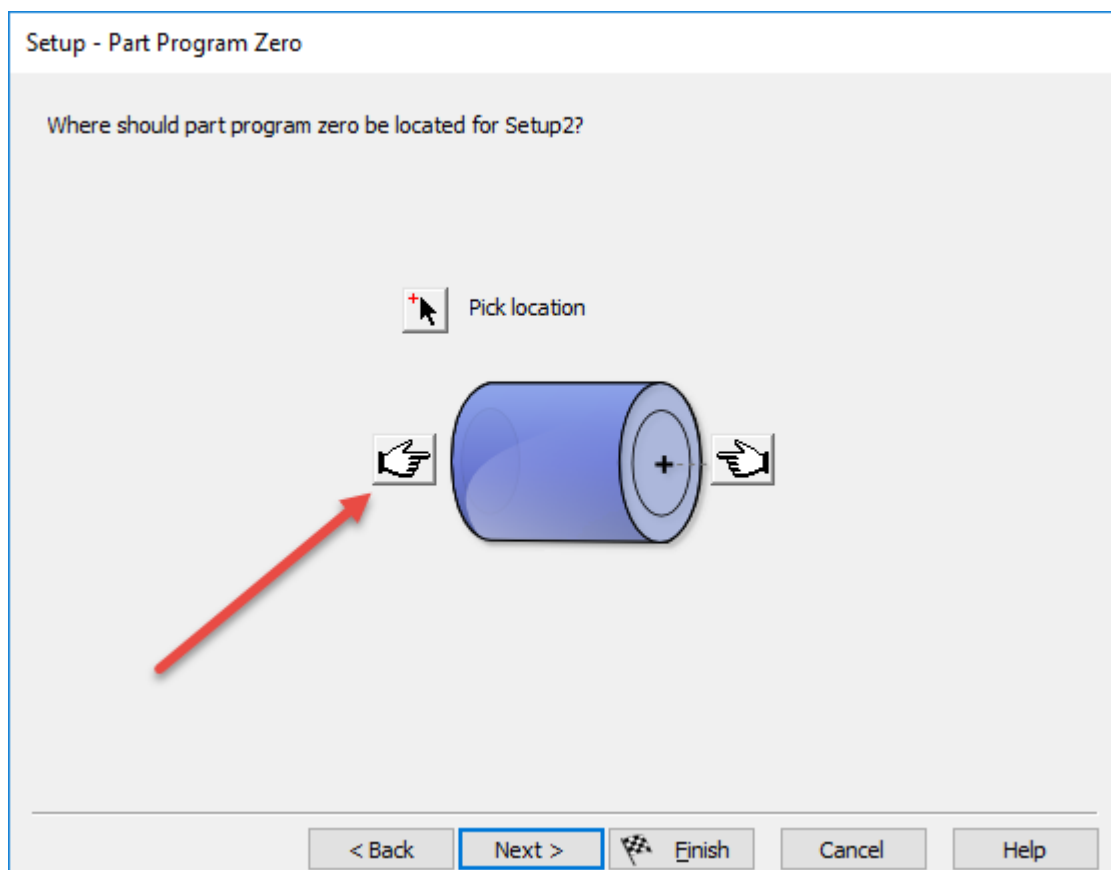 Setup - Part Program Zero
Where should part program zero be located for Setup2?
Pick location
< Back
Next >
Finish
Cancel
Help